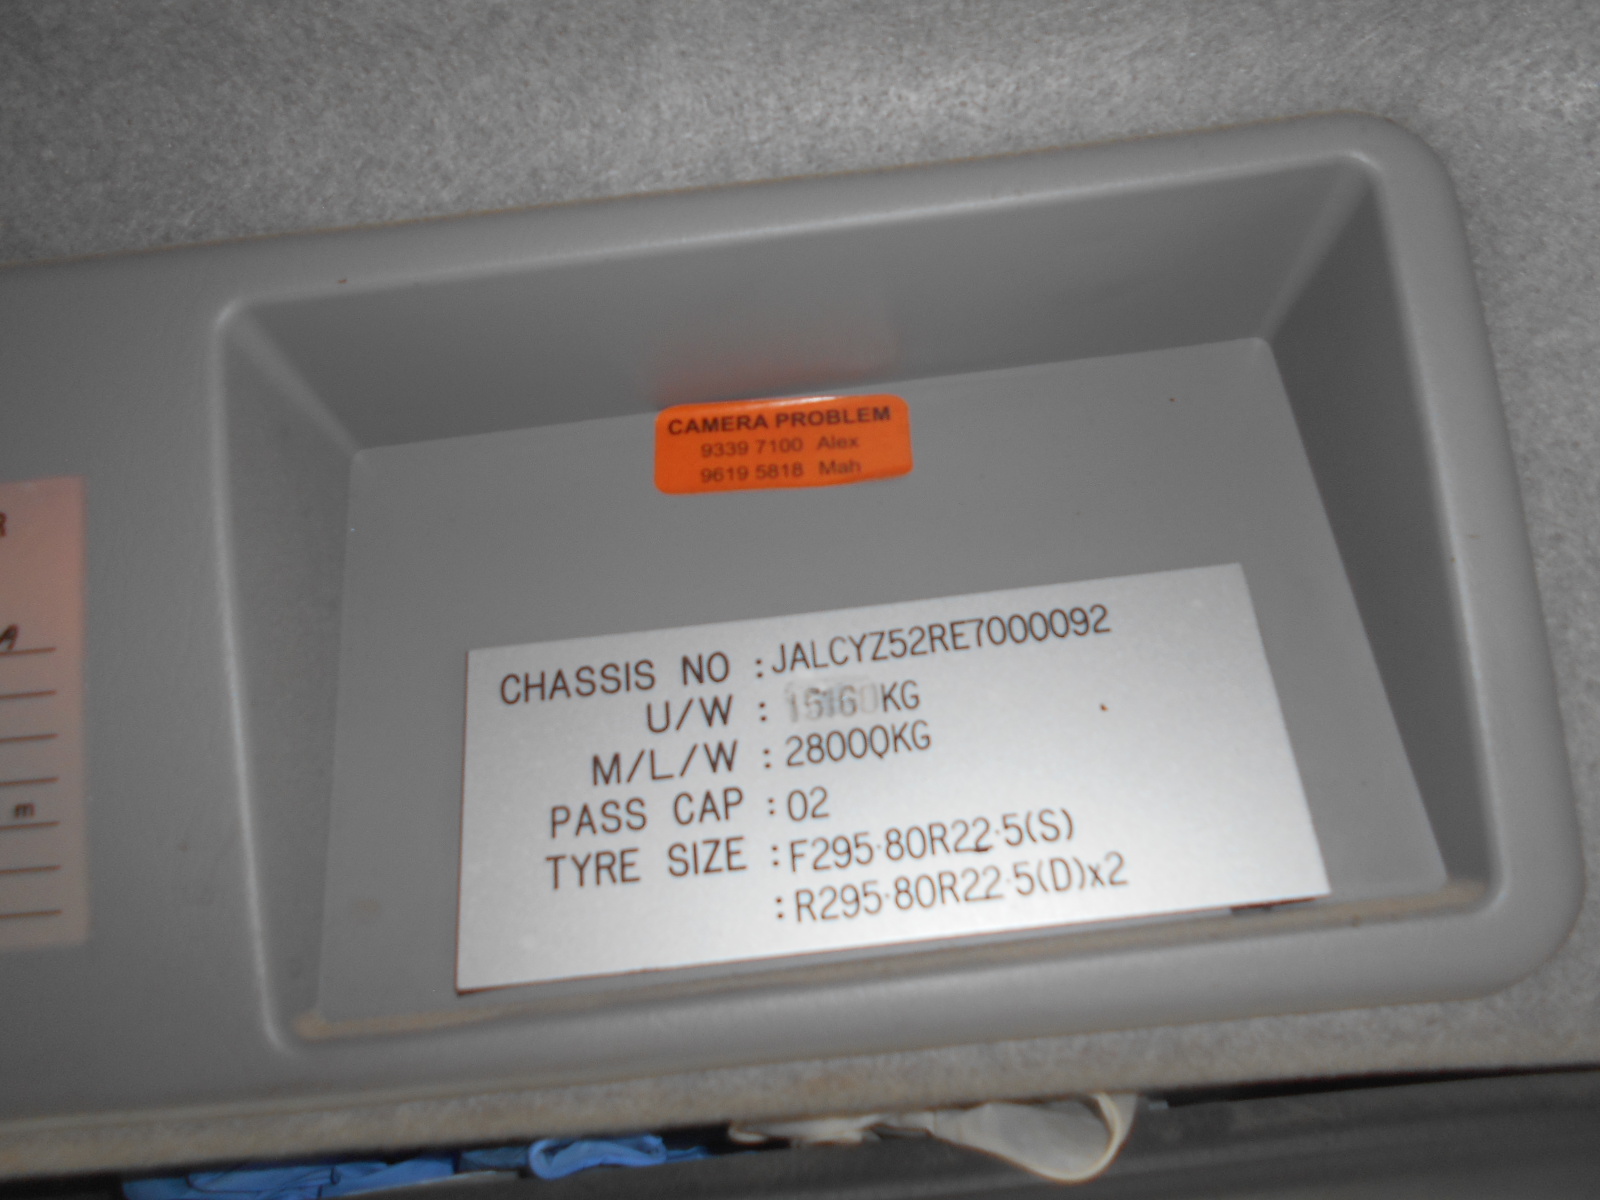 CAMERA PROBLEM
9339 7100 Alex
9619 5818 Mah
CHASSIS NO :JALCYZ52RE7000092
U/W : 15160KG
M/L/W : 28000KG
PASS CAP :02
TYRE SIZE :F295·80R22·5(S)
:R295·80R22·5(D)x2
R
A
m